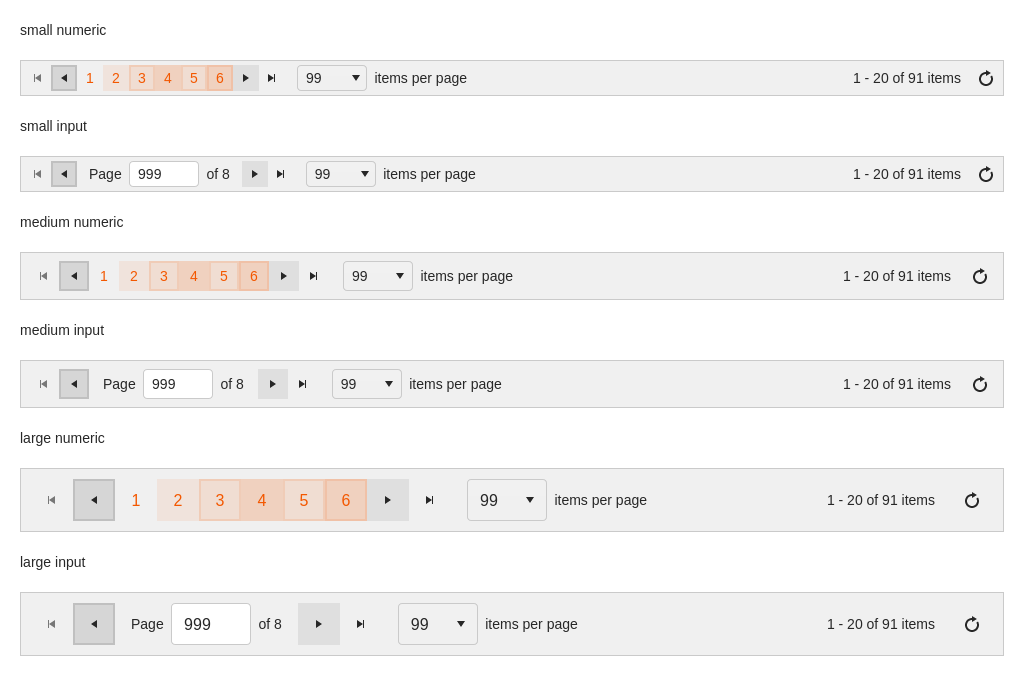 small numeric
1 2 3 4 5 6 99 items per page 1 - 20 of 91 items
small input
Page 999 of 8 99 items per page 1 - 20 of 91 items
medium numeric
1 2 3 4 5 6 99 items per page 1 - 20 of 91 items
medium input
Page 999 of 8 99 items per page 1 - 20 of 91 items
large numeric
1 2 3 4 5 6 99 items per page 1 - 20 of 91 items
large input
Page 999 of 8 99 items per page 1 - 20 of 91 items